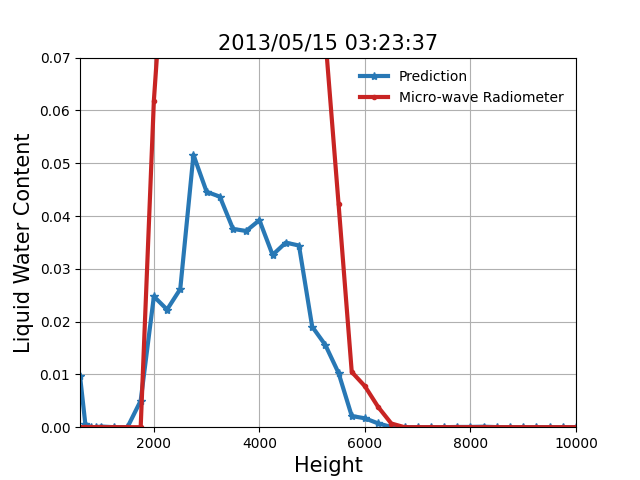 2013/05/15 03:23:37
Prediction
Micro-wave Radiometer
Liquid Water Content
0.07
0.06
0.05
0.04
0.03
0.02
0.01
0.00
2000 4000 6000 8000 10000
Height